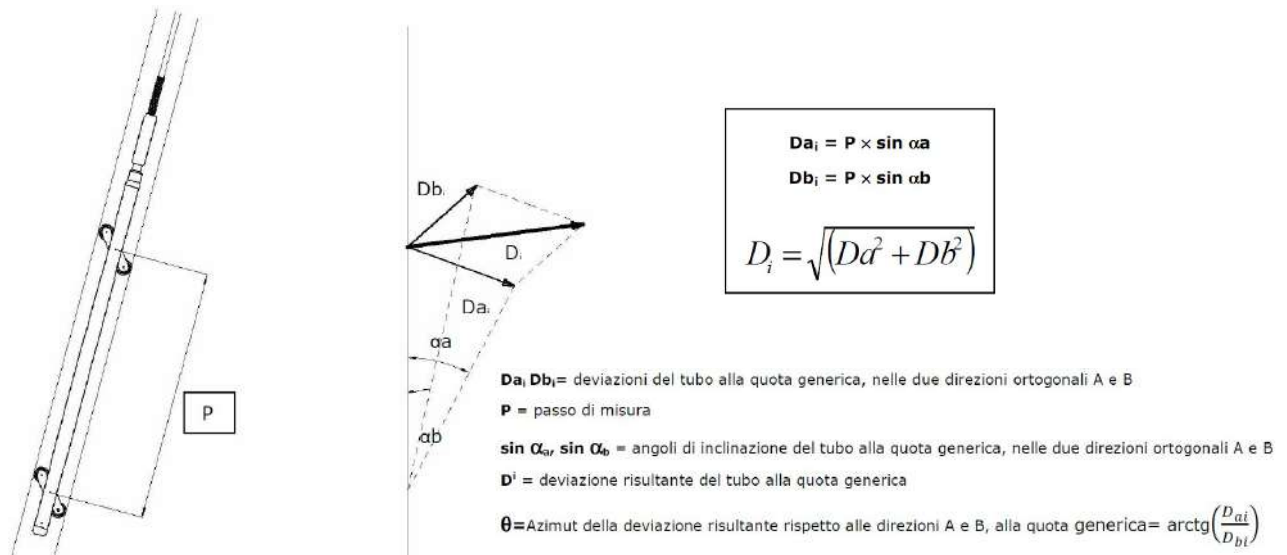 P
Dbᵢ
Dᵢ
Daᵢ
αa
αb
Daᵢ = P × sin αa
Dbᵢ = P × sin αb
Dᵢ = √(Da² + Db²)
Daᵢ Dbᵢ= deviazioni del tubo alla quota generica, nelle due direzioni ortogonali A e B
P = passo di misura
sin αₐ, sin α_b = angoli di inclinazione del tubo alla quota generica, nelle due direzioni ortogonali A e B
Dⁱ = deviazione risultante del tubo alla quota generica
θ=Azimut della deviazione risultante rispetto alle direzioni A e B, alla quota generica= arctg(D_ai/D_bi)